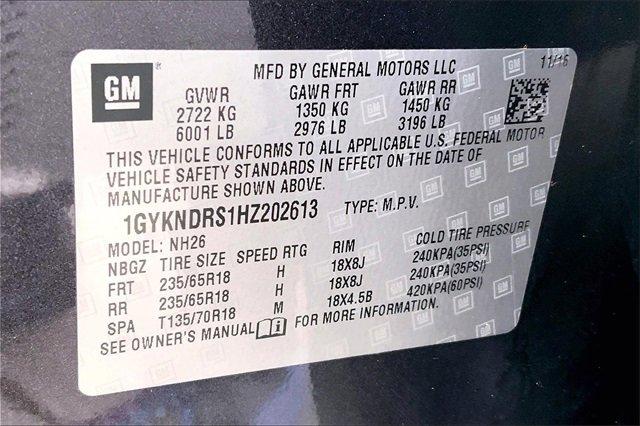 GM
MFD BY GENERAL MOTORS LLC 11/16
GVWR GAWR FRT GAWR RR
2722 KG 1350 KG 1450 KG
6001 LB 2976 LB 3196 LB
THIS VEHICLE CONFORMS TO ALL APPLICABLE U.S. FEDERAL MOTOR
VEHICLE SAFETY STANDARDS IN EFFECT ON THE DATE OF
MANUFACTURE SHOWN ABOVE.
1GYKNDRS1HZ202613 TYPE: M.P.V.
MODEL: NH26
NBGZ TIRE SIZE SPEED RTG RIM COLD TIRE PRESSURE
FRT 235/65R18 H 18X8J 240KPA(35PSI)
RR 235/65R18 H 18X8J 240KPA(35PSI)
SPA T135/70R18 M 18X4.5B 420KPA(60PSI)
SEE OWNER'S MANUAL FOR MORE INFORMATION.